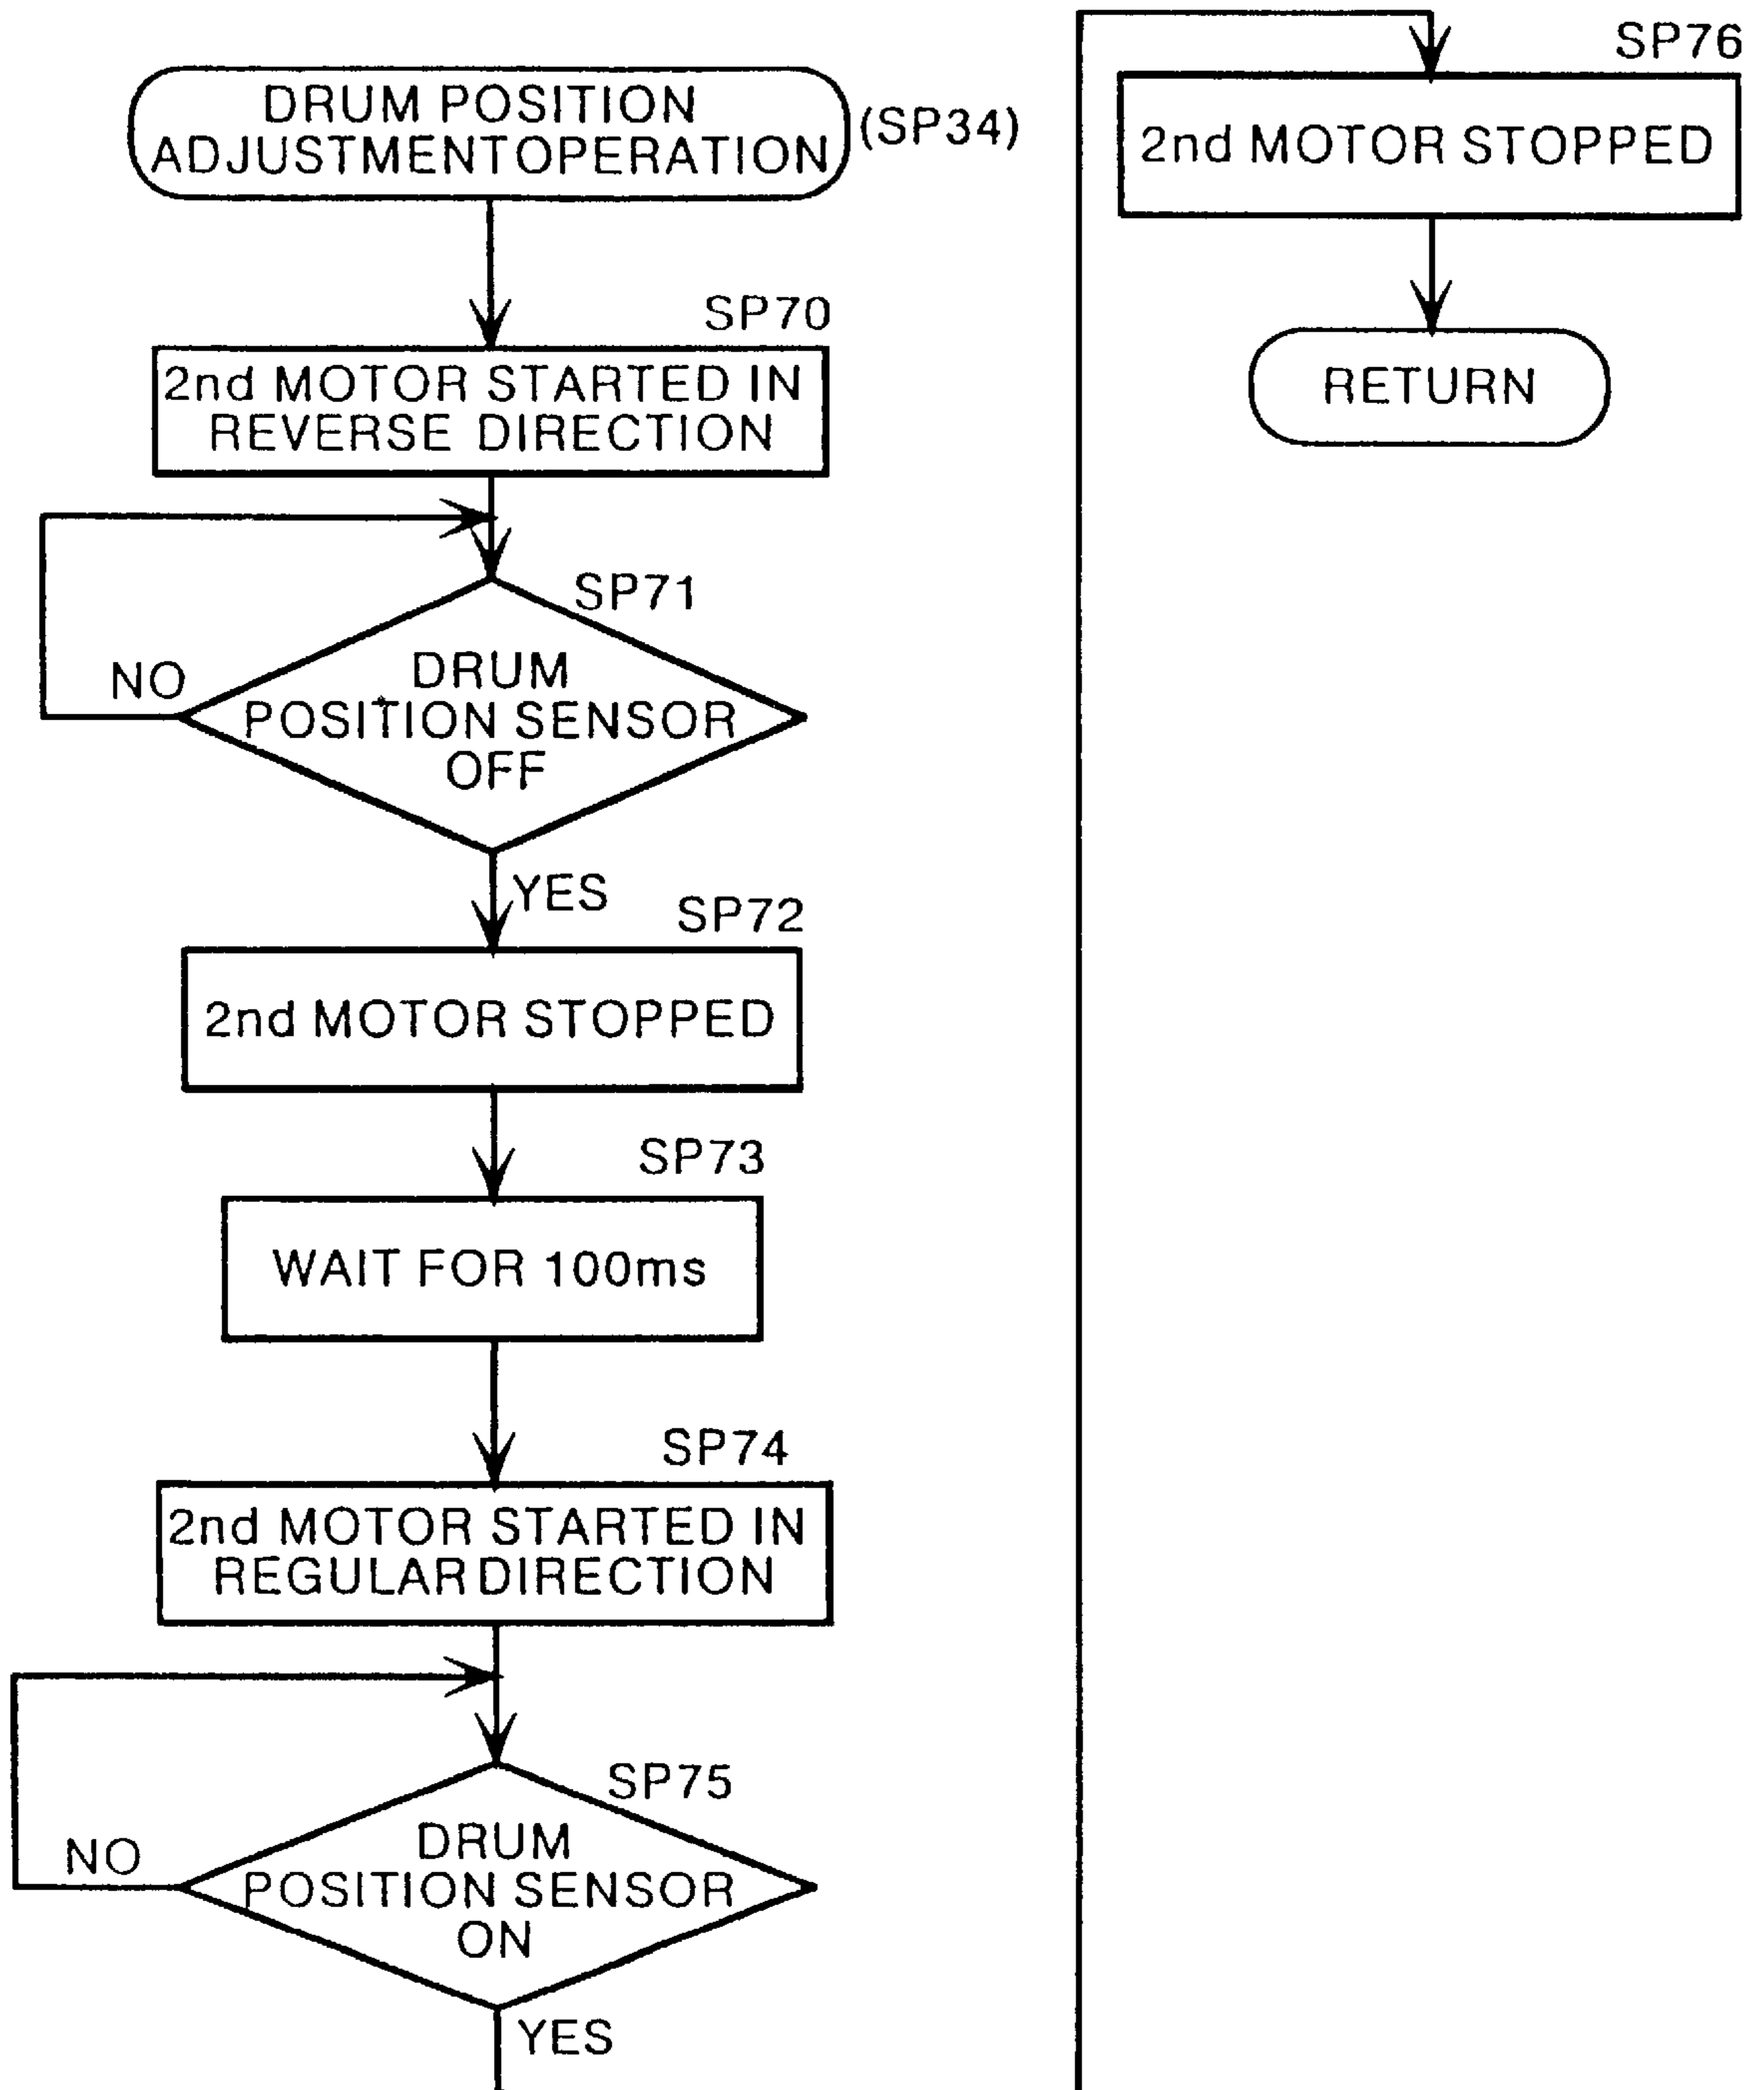 DRUM POSITION
ADJUSTMENTOPERATION
(SP34)
SP70
2nd MOTOR STARTED IN
REVERSE DIRECTION
SP71
DRUM
POSITION SENSOR
OFF
NO
YES
SP72
2nd MOTOR STOPPED
SP73
WAIT FOR 100ms
SP74
2nd MOTOR STARTED IN
REGULARDIRECTION
SP75
DRUM
POSITION SENSOR
ON
NO
YES
SP76
2nd MOTOR STOPPED
RETURN